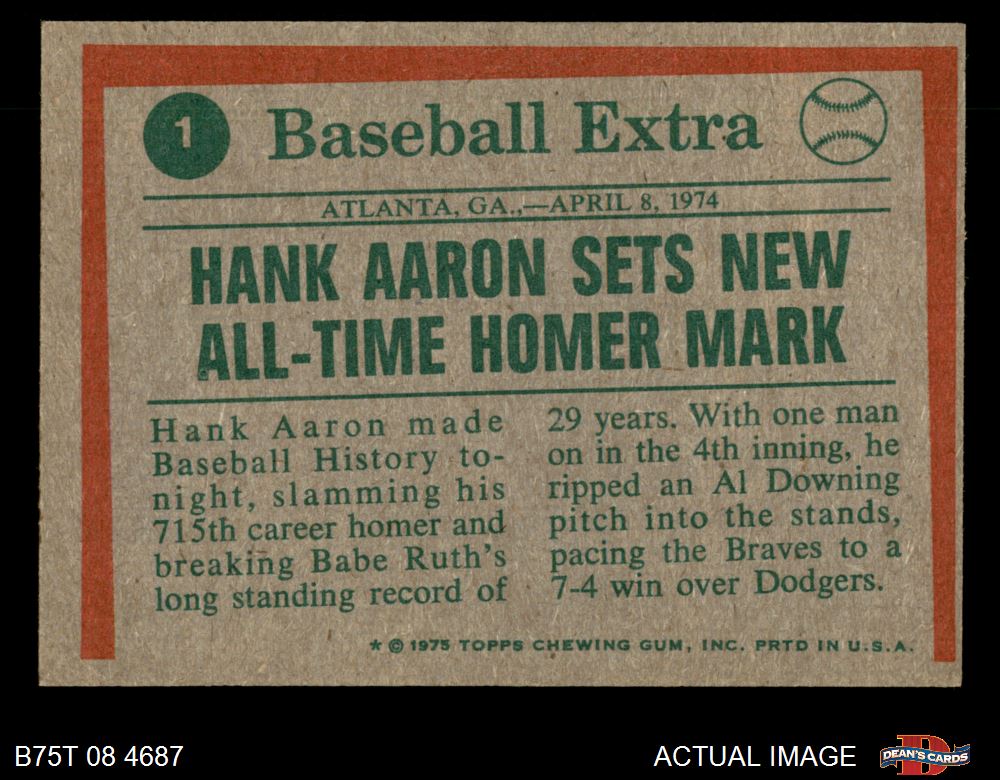 1
Baseball Extra
ATLANTA, GA.,—APRIL 8, 1974
HANK AARON SETS NEW
ALL-TIME HOMER MARK
Hank Aaron made
Baseball History to-
night, slamming his
715th career homer and
breaking Babe Ruth's
long standing record of
29 years. With one man
on in the 4th inning, he
ripped an Al Downing
pitch into the stands,
pacing the Braves to a
7-4 win over Dodgers.
* © 1975 TOPPS CHEWING GUM, INC. PRTD IN U.S.A.
B75T 08 4687
ACTUAL IMAGE
D
DEAN'S CARDS